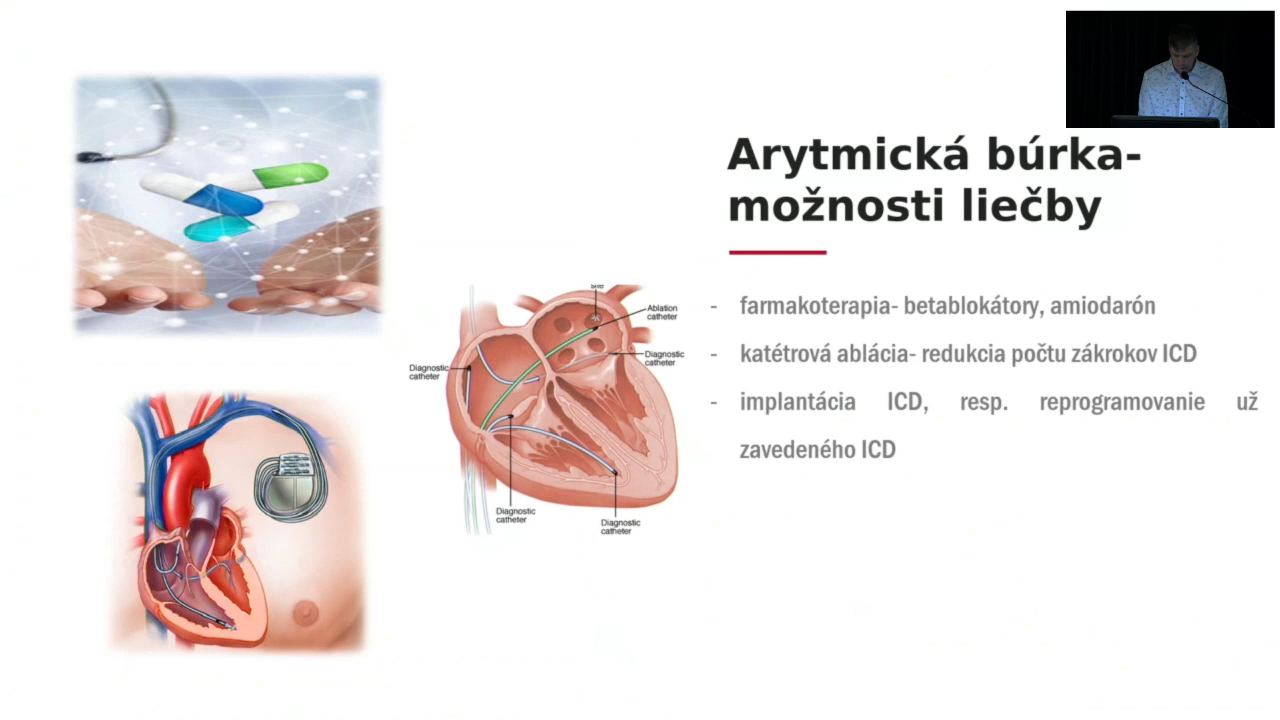 Arytmická búrka-
možnosti liečby
- farmakoterapia- betablokátory, amiodarón
- katétrová ablácia- redukcia počtu zákrokov ICD
- implantácia ICD, resp. reprogramovanie už
zavedeného ICD
Ablation
catheter
Diagnostic
catheter
Diagnostic
catheter
Diagnostic
catheter
Diagnostic
catheter